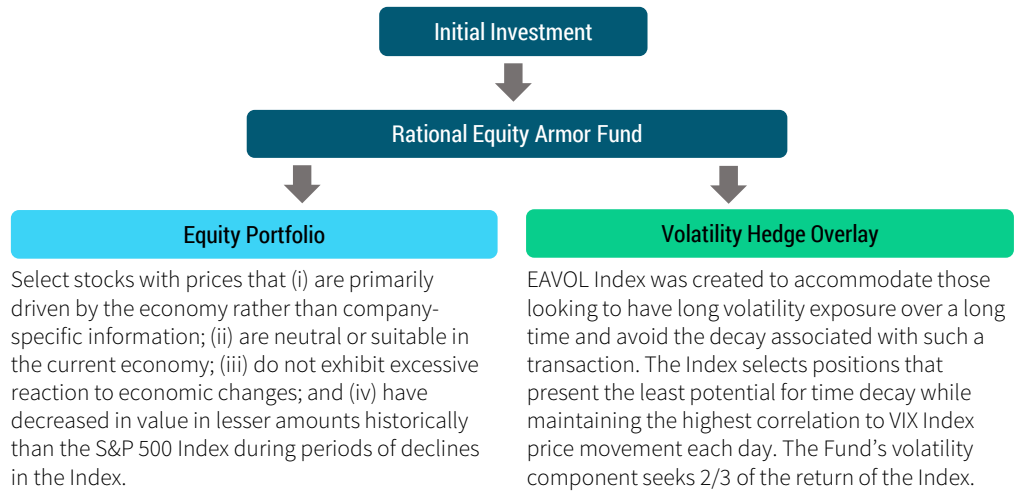 Initial Investment
Rational Equity Armor Fund
Equity Portfolio
Select stocks with prices that (i) are primarily
driven by the economy rather than company-
specific information; (ii) are neutral or suitable in
the current economy; (iii) do not exhibit excessive
reaction to economic changes; and (iv) have
decreased in value in lesser amounts historically
than the S&P 500 Index during periods of declines
in the Index.
Volatility Hedge Overlay
EAVOL Index was created to accommodate those
looking to have long volatility exposure over a long
time and avoid the decay associated with such a
transaction. The Index selects positions that
present the least potential for time decay while
maintaining the highest correlation to VIX Index
price movement each day. The Fund’s volatility
component seeks 2/3 of the return of the Index.